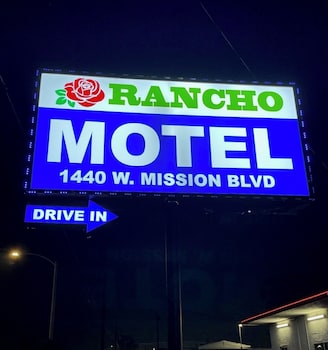 RANCHO
MOTEL
1440 W. MISSION BLVD
DRIVE IN